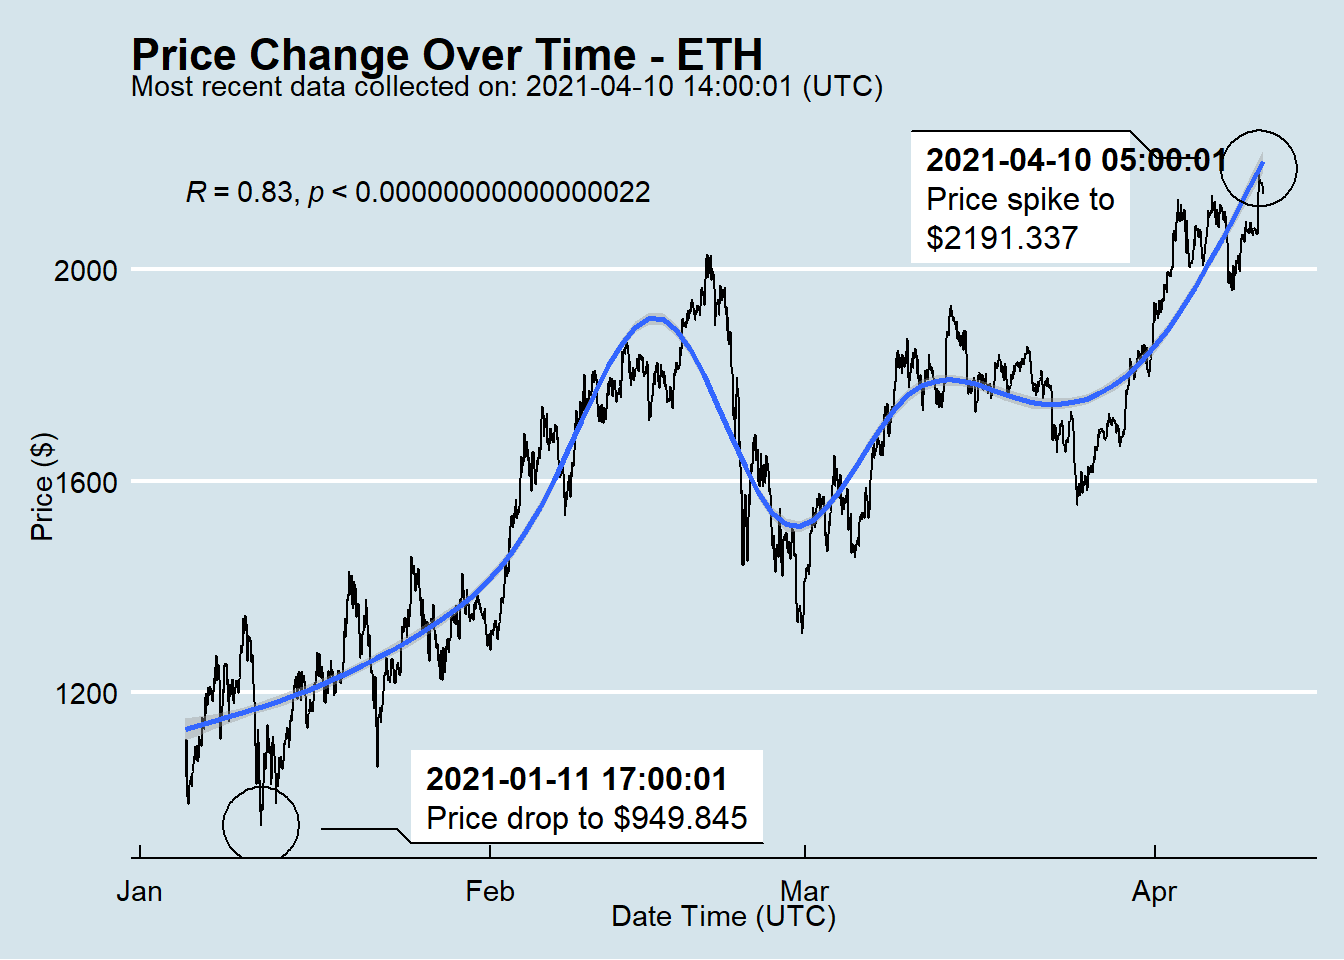 Price Change Over Time - ETH
Most recent data collected on: 2021-04-10 14:00:01 (UTC)
R = 0.83, p < 0.00000000000000022
2021-04-10 05:00:01
Price spike to
$2191.337
2000
1600
1200
Price ($)
2021-01-11 17:00:01
Price drop to $949.845
Jan Feb Mar Apr
Date Time (UTC)